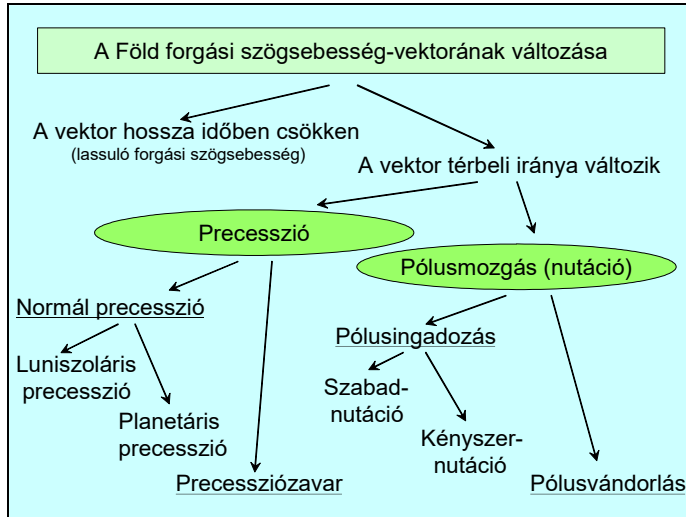 A Föld forgási szögsebesség-vektorának változása
A vektor hossza időben csökken
(lassuló forgási szögsebesség)
A vektor térbeli iránya változik
Precesszió
Pólusmozgás (nutáció)
Normál precesszió
Pólusingadozás
Luniszoláris
precesszió
Szabad-
nutáció
Planetáris
precesszió
Kényszer-
nutáció
Precessziózavar
Pólusvándorlás